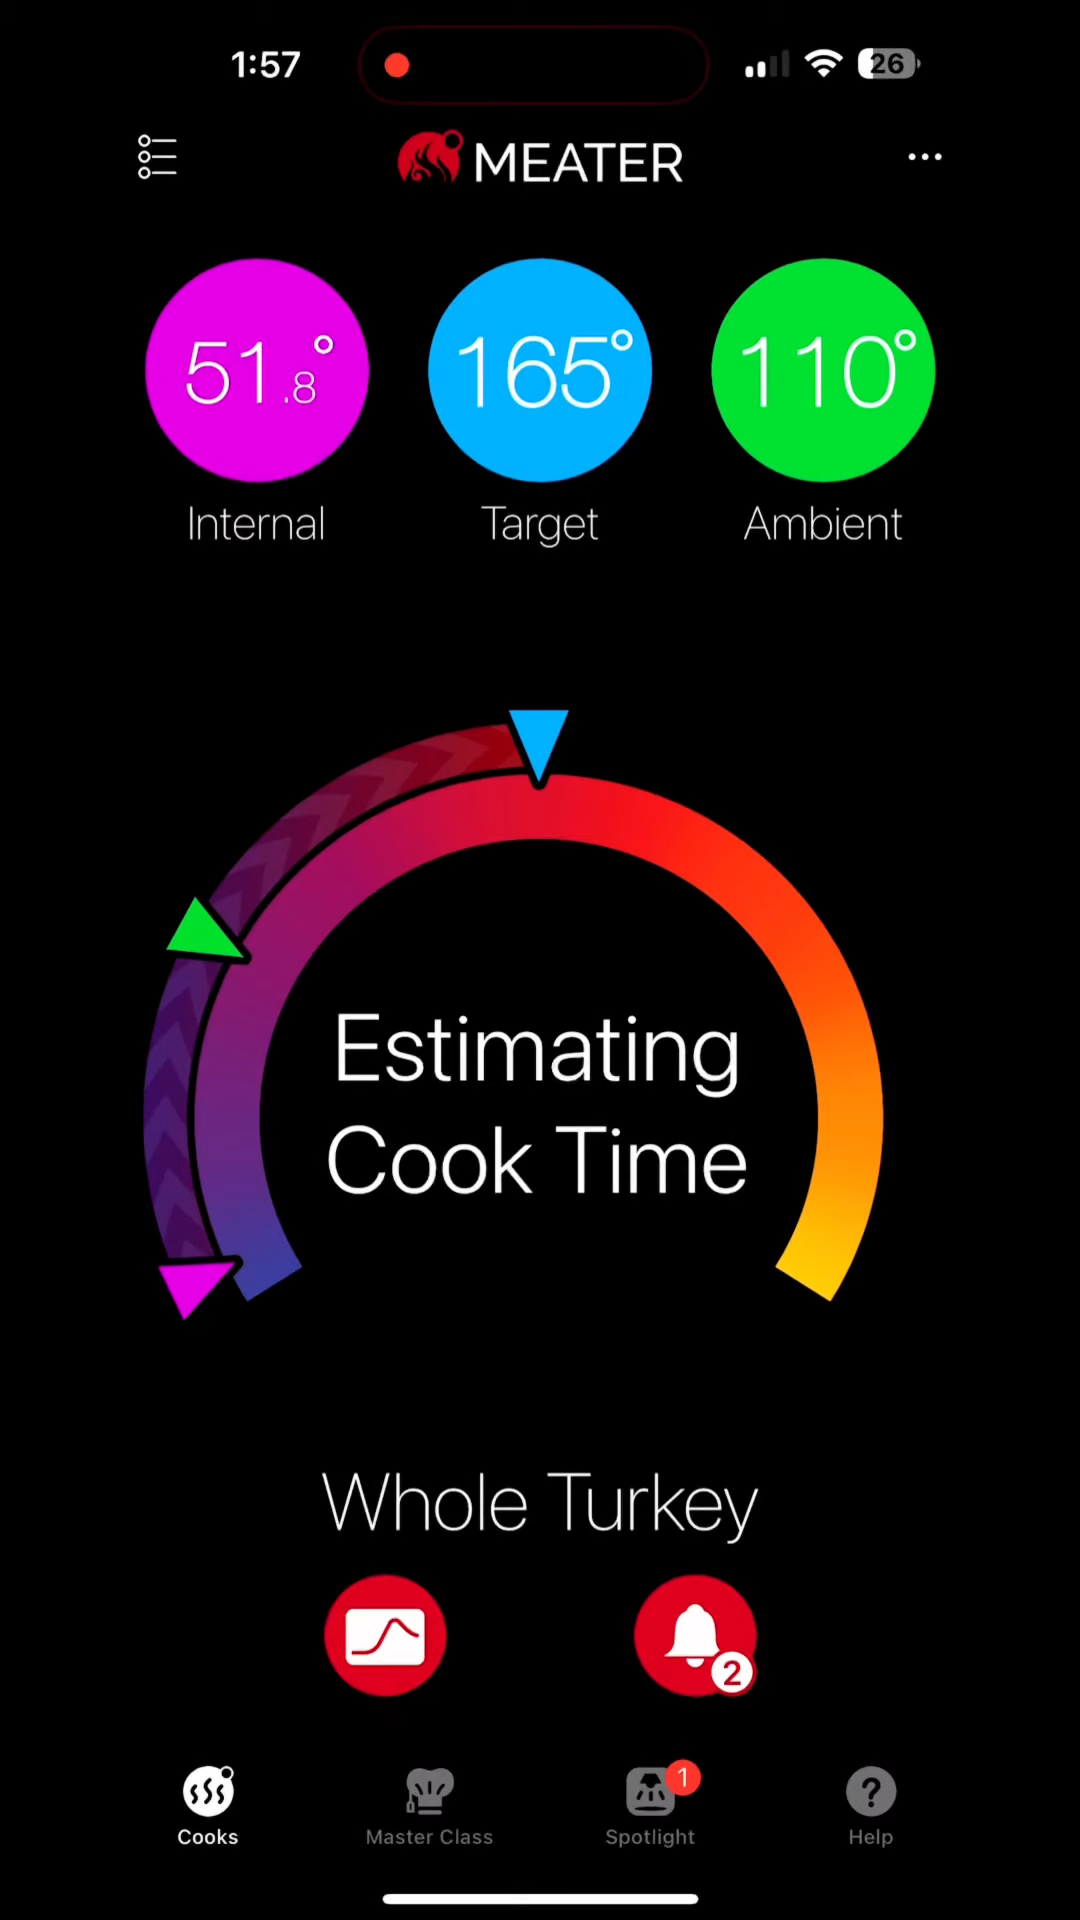 1:57
26
MEATER
51.8°
165°
110°
Internal
Target
Ambient
Estimating
Cook Time
Whole Turkey
2
1
?
Cooks
Master Class
Spotlight
Help